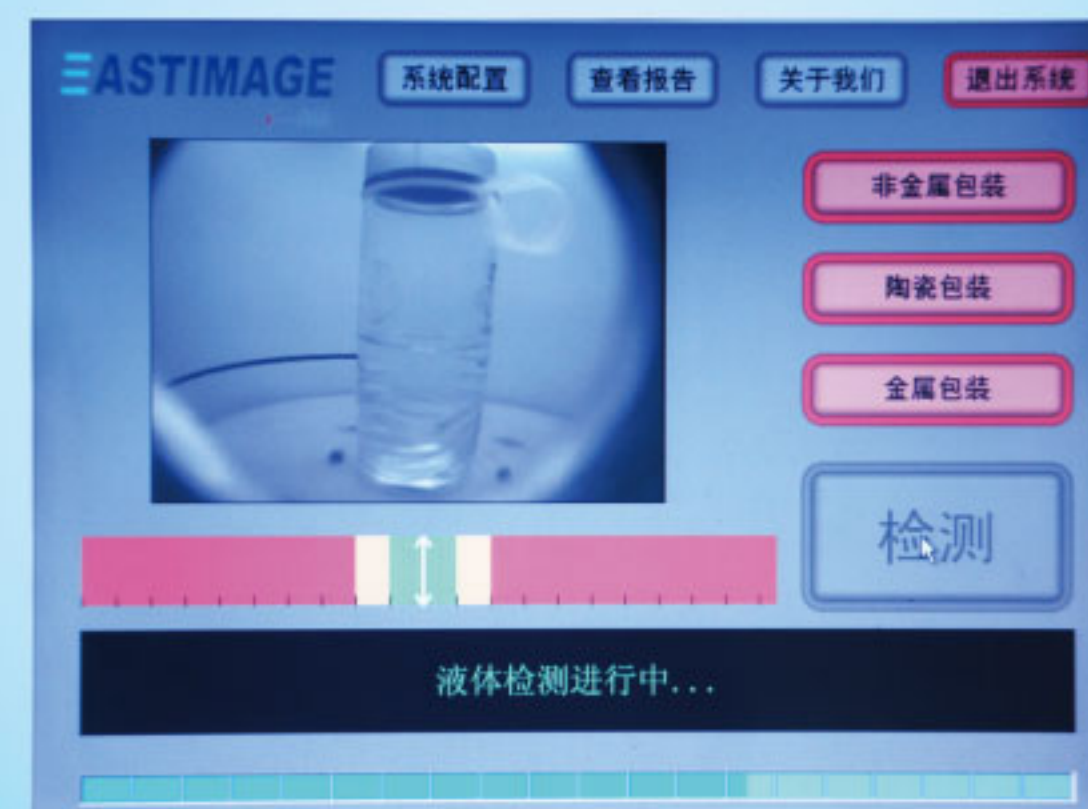 EASTIMAGE
系统配置
查看报告
关于我们
退出系统
非金属包装
陶瓷包装
金属包装
检测
液体检测进行中...